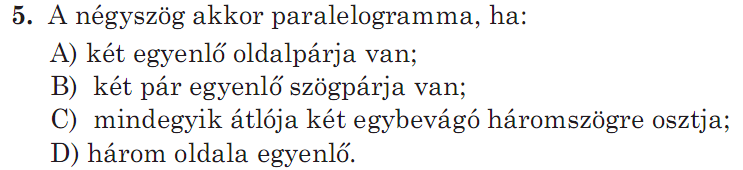 5. A négyszög akkor paralelogramma, ha:
A) két egyenlő oldalpárja van;
B) két pár egyenlő szögpárja van;
C) mindegyik átlója két egybevágó háromszögre osztja;
D) három oldala egyenlő.